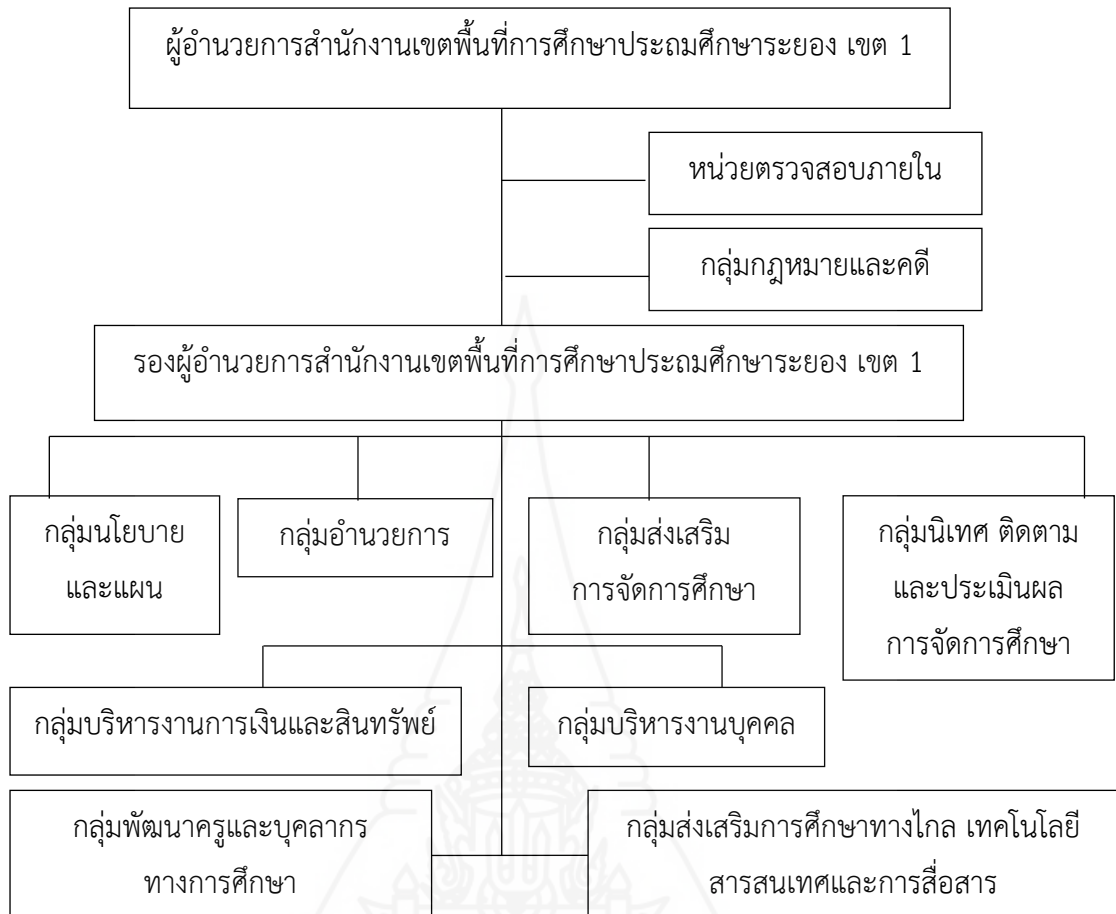 ผู้อำนวยการสำนักงานเขตพื้นที่การศึกษาประถมศึกษาระยอง เขต 1
หน่วยตรวจสอบภายใน
กลุ่มกฎหมายและคดี
รองผู้อำนวยการสำนักงานเขตพื้นที่การศึกษาประถมศึกษาระยอง เขต 1
กลุ่มนโยบาย
และแผน
กลุ่มอำนวยการ
กลุ่มส่งเสริม
การจัดการศึกษา
กลุ่มนิเทศ ติดตาม
และประเมินผล
การจัดการศึกษา
กลุ่มบริหารงานการเงินและสินทรัพย์
กลุ่มบริหารงานบุคคล
กลุ่มพัฒนาครูและบุคลากร
ทางการศึกษา
กลุ่มส่งเสริมการศึกษาทางไกล เทคโนโลยี
สารสนเทศและการสื่อสาร